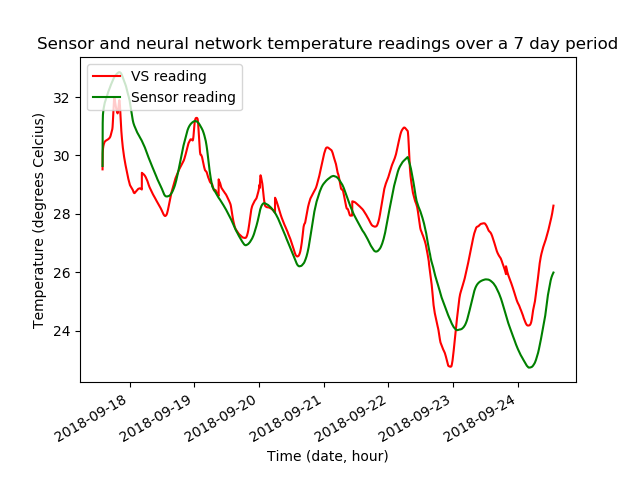 Sensor and neural network temperature readings over a 7 day period
VS reading
Sensor reading
Temperature (degrees Celcius)
32
30
28
26
24
2018-09-18
2018-09-19
2018-09-20
2018-09-21
2018-09-22
2018-09-23
2018-09-24
Time (date, hour)